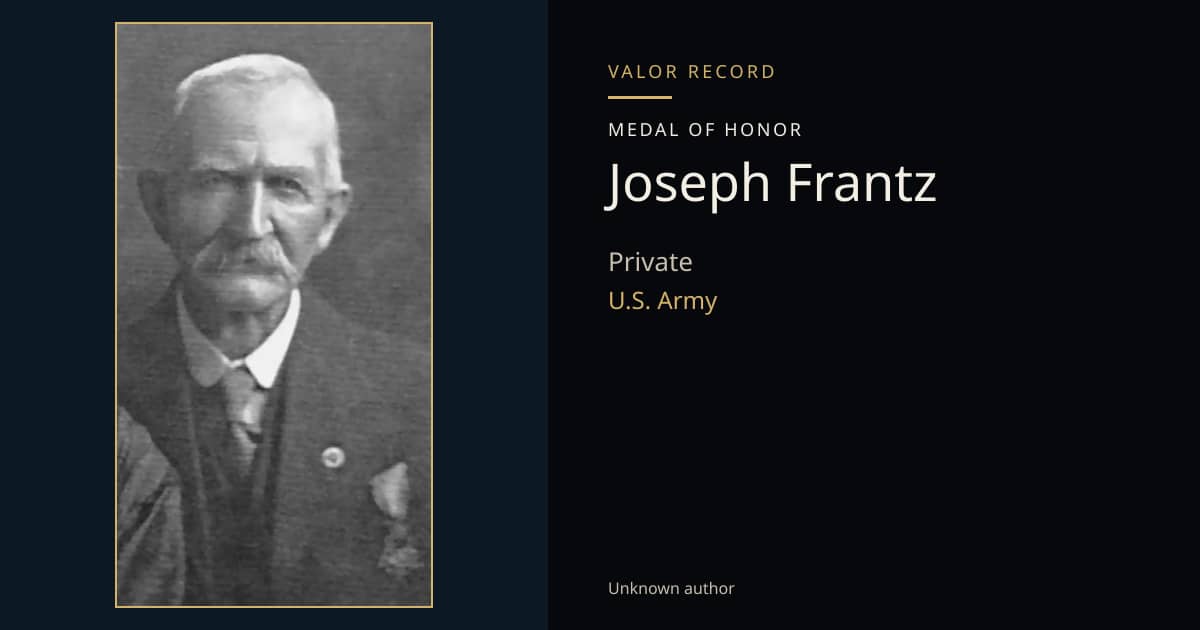 VALOR RECORD
MEDAL OF HONOR
Joseph Frantz
Private
U.S. Army
Unknown author